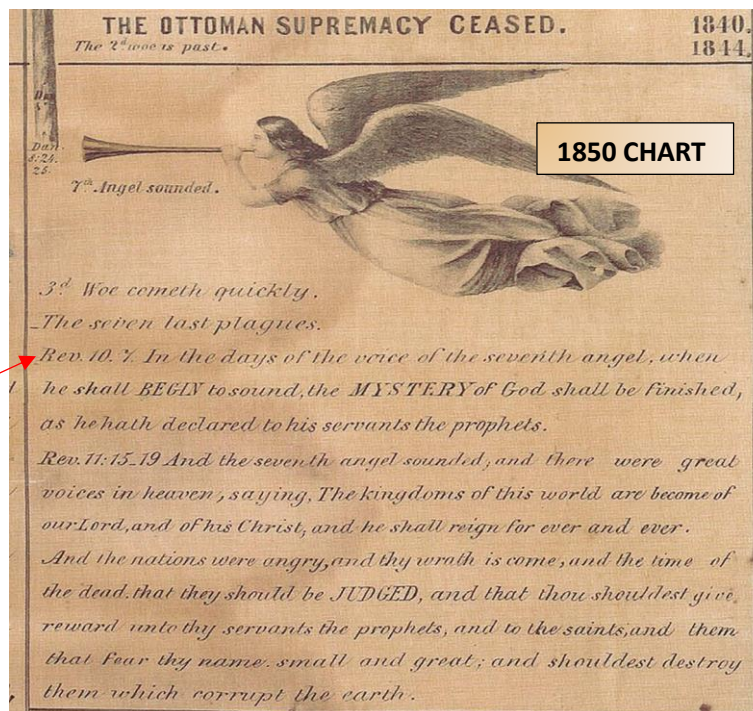 THE OTTOMAN SUPREMACY CEASED. 1840.
The 2d woe is past. 1844.
Dan.
8:24.
25.
1850 CHART
7th Angel sounded.
3d Woe cometh quickly.
The seven last plagues.
Rev. 10. 7. In the days of the voice of the seventh angel, when
he shall BEGIN to sound, the MYSTERY of God shall be finished,
as he hath declared to his servants the prophets.
Rev. 11:15_19 And the seventh angel sounded; and there were great
voices in heaven, saying, The kingdoms of this world are become of
our Lord, and of his Christ, and he shall reign for ever and ever.
And the nations were angry, and thy wrath is come, and the time of
the dead. that they should be JUDGED, and that thou shouldest give
reward unto thy servants the prophets, and to the saints, and them
that fear thy name. small and great; and shouldest destroy
them which corrupt the earth.